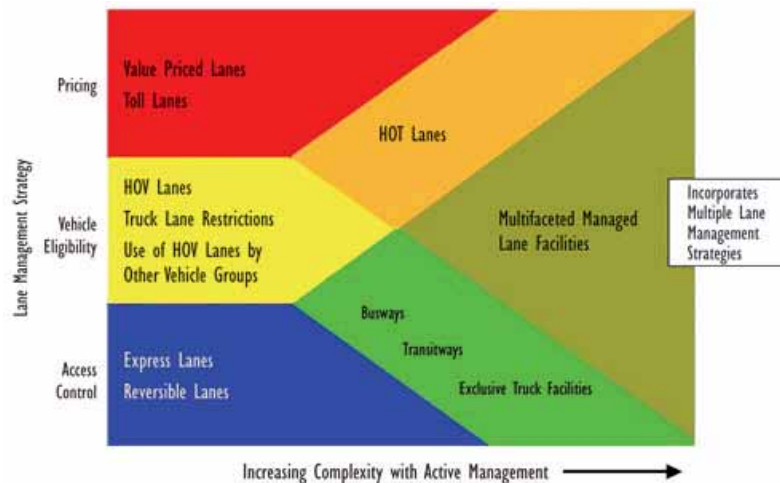 Lane Management Strategy
Pricing
Vehicle
Eligibility
Access
Control
Value Priced Lanes
Toll Lanes
HOV Lanes
Truck Lane Restrictions
Use of HOV Lanes by
Other Vehicle Groups
Express Lanes
Reversible Lanes
HOT Lanes
Busways
Transitways
Exclusive Truck Facilities
Multifaceted Managed
Lane Facilities
Incorporates
Multiple Lane
Management
Strategies
Increasing Complexity with Active Management